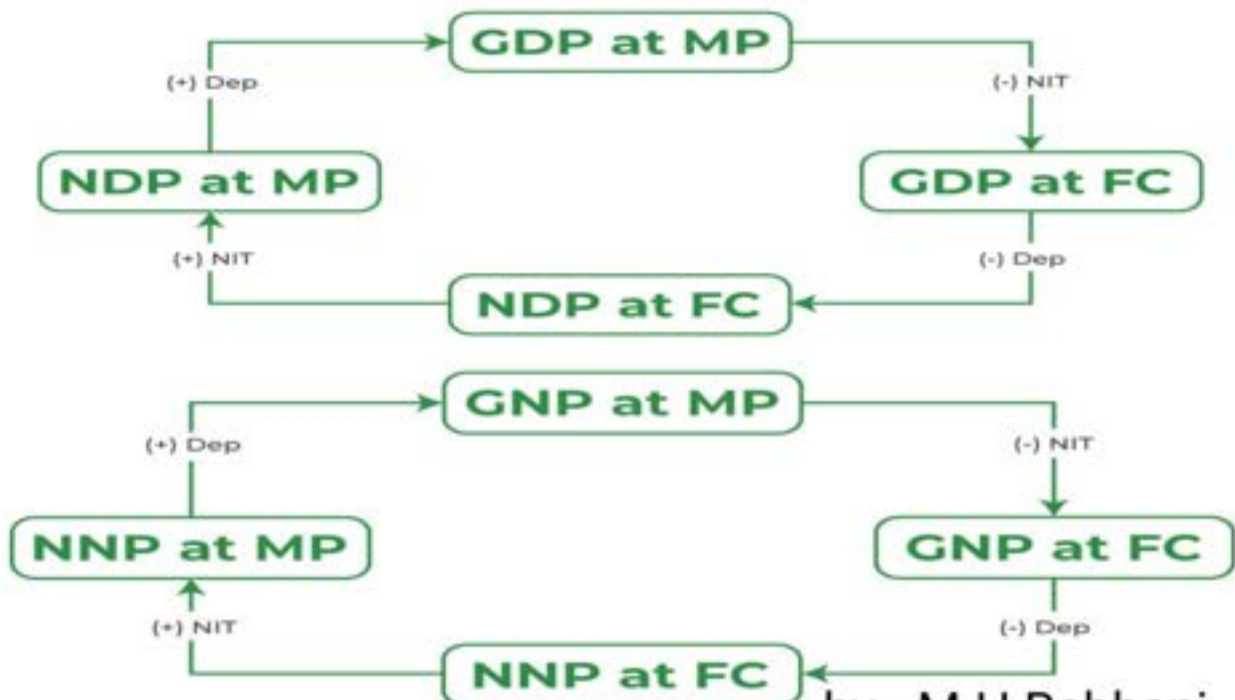 GDP at MP
(+) Dep
(-) NIT
NDP at MP
GDP at FC
(+) NIT
(-) Dep
NDP at FC
GNP at MP
(+) Dep
(-) NIT
NNP at MP
GNP at FC
(+) NIT
(-) Dep
NNP at FC